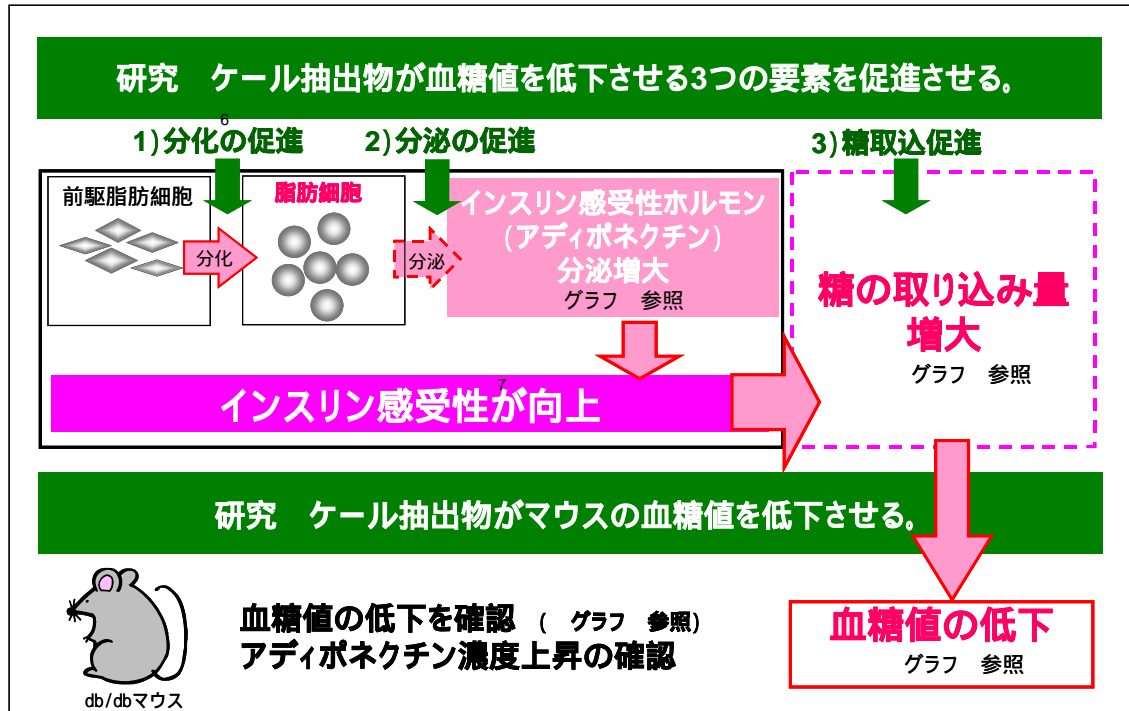 研究　ケール抽出物が血糖値を低下させる3つの要素を促進させる。
6
1)分化の促進
2)分泌の促進
3)糖取込促進
前駆脂肪細胞
分化
脂肪細胞
分泌
インスリン感受性ホルモン
(アディポネクチン)
分泌増大
グラフ　参照
糖の取り込み量
増大
グラフ　参照
7
インスリン感受性が向上
研究　ケール抽出物がマウスの血糖値を低下させる。
血糖値の低下を確認（　グラフ　参照）
アディポネクチン濃度上昇の確認
db/dbマウス
血糖値の低下
グラフ　参照